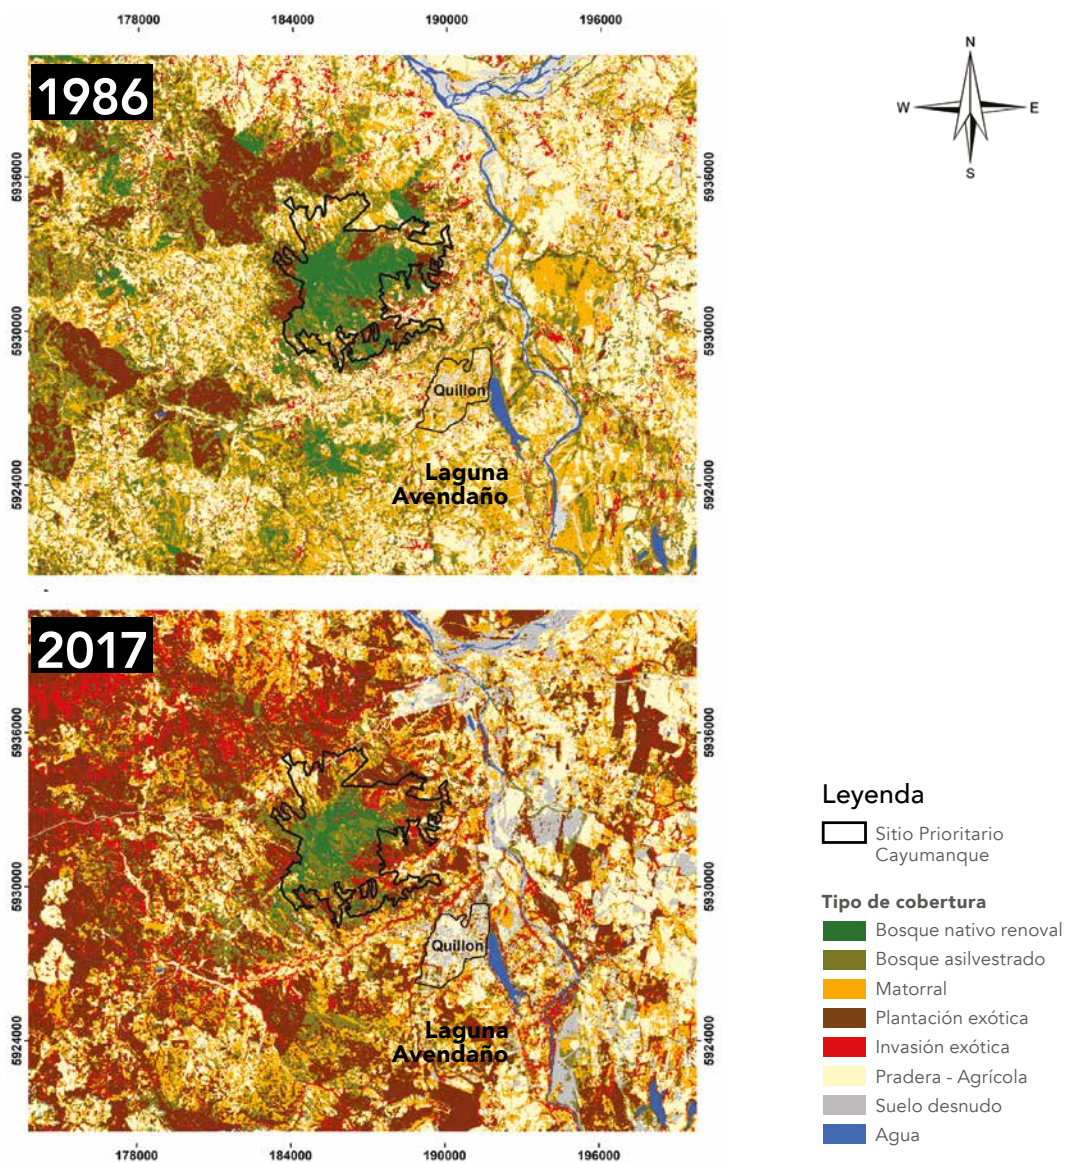 178000 184000 190000 196000
1986
N
W E
S
5936000 5936000
5930000 5930000
Quillon
Laguna
Avendaño
5924000 5924000
2017
5936000 5936000
5930000 5930000
Quillon
Laguna
Avendaño
5924000 5924000
178000 184000 190000 196000
Leyenda
Sitio Prioritario
Cayumanque
Tipo de cobertura
Bosque nativo renoval
Bosque asilvestrado
Matorral
Plantación exótica
Invasión exótica
Pradera - Agrícola
Suelo desnudo
Agua